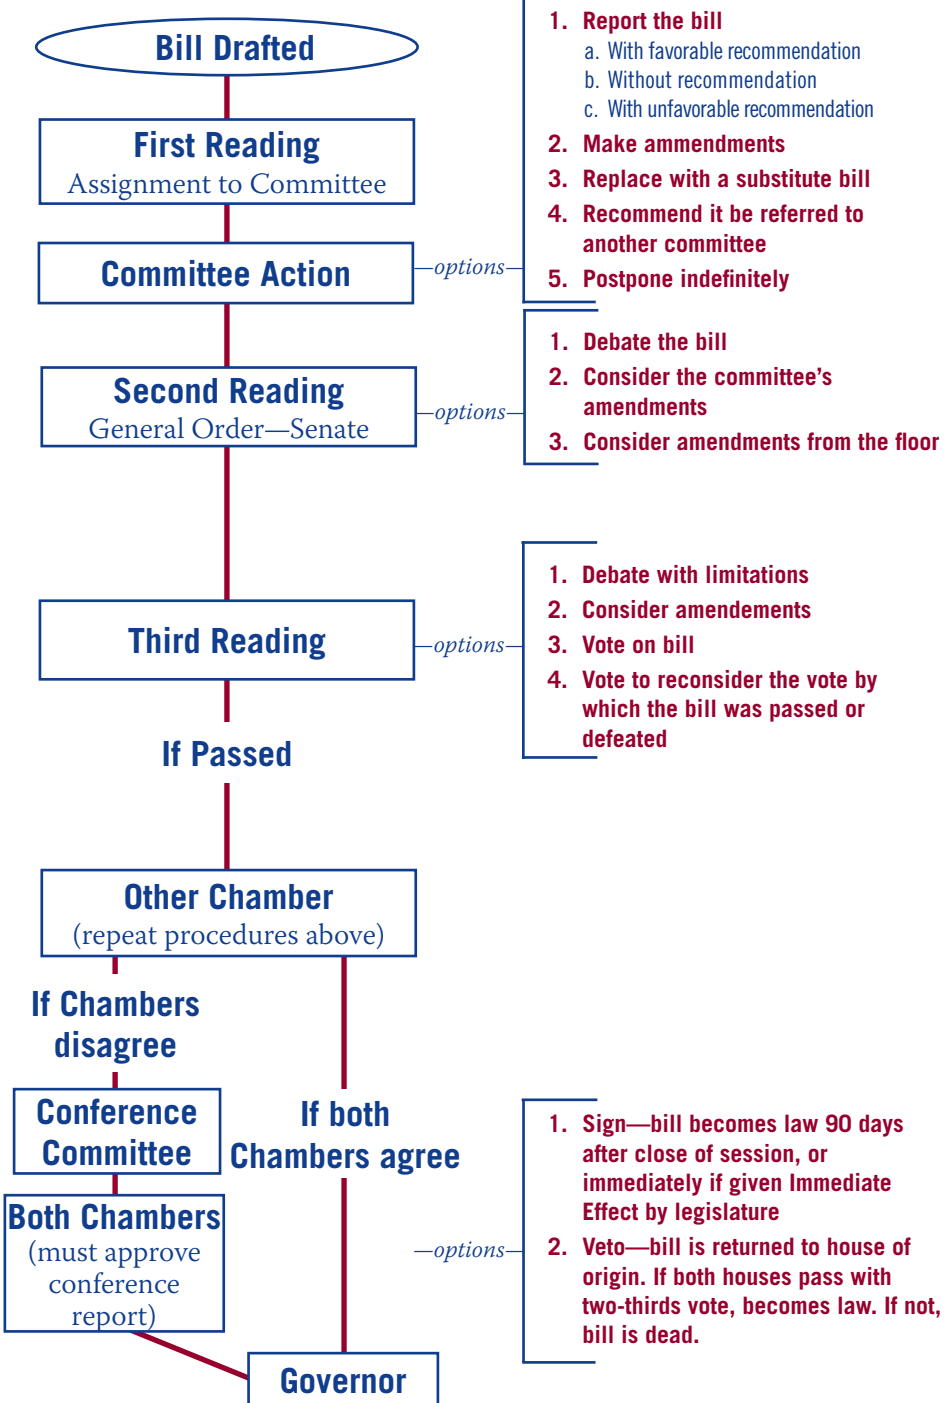 Bill Drafted
First Reading
Assignment to Committee
Committee Action
—options—
1. Report the bill
a. With favorable recommendation
b. Without recommendation
c. With unfavorable recommendation
2. Make ammendments
3. Replace with a substitute bill
4. Recommend it be referred to
another committee
5. Postpone indefinitely
Second Reading
General Order—Senate
—options—
1. Debate the bill
2. Consider the committee's
amendments
3. Consider amendments from the floor
Third Reading
—options—
1. Debate with limitations
2. Consider amendements
3. Vote on bill
4. Vote to reconsider the vote by
which the bill was passed or
defeated
If Passed
Other Chamber
(repeat procedures above)
If Chambers
disagree
Conference
Committee
Both Chambers
(must approve
conference
report)
If both
Chambers agree
Governor
—options—
1. Sign—bill becomes law 90 days
after close of session, or
immediately if given Immediate
Effect by legislature
2. Veto—bill is returned to house of
origin. If both houses pass with
two-thirds vote, becomes law. If not,
bill is dead.